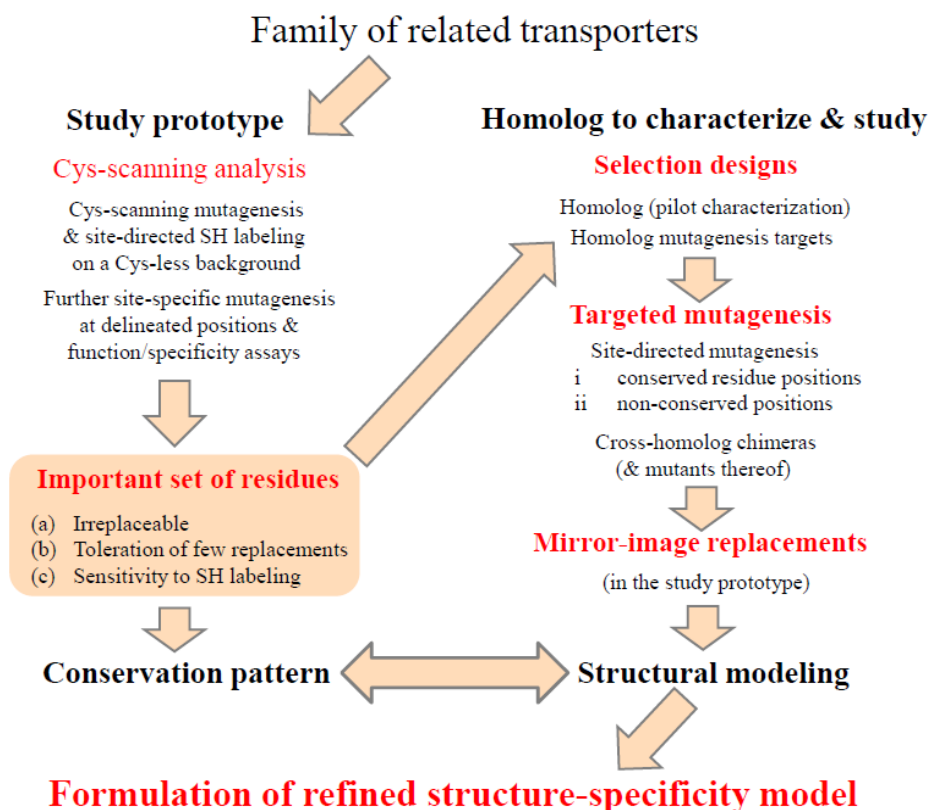 Family of related transporters
Study prototype
Cys-scanning analysis
Cys-scanning mutagenesis
& site-directed SH labeling
on a Cys-less background
Further site-specific mutagenesis
at delineated positions &
function/specificity assays
Important set of residues
(a) Irreplaceable
(b) Toleration of few replacements
(c) Sensitivity to SH labeling
Conservation pattern
Homolog to characterize & study
Selection designs
Homolog (pilot characterization)
Homolog mutagenesis targets
Targeted mutagenesis
Site-directed mutagenesis
i conserved residue positions
ii non-conserved positions
Cross-homolog chimeras
(& mutants thereof)
Mirror-image replacements
(in the study prototype)
Structural modeling
Formulation of refined structure-specificity model